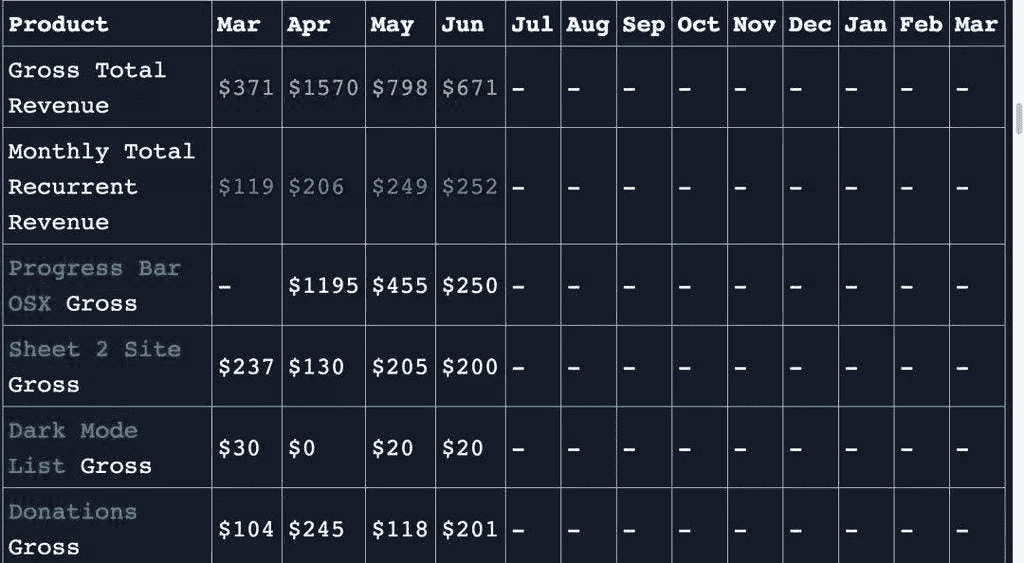 Product Mar Apr May Jun Jul Aug Sep Oct Nov Dec Jan Feb Mar
Gross Total
Revenue $371 $1570 $798 $671 – – – – – – – – –
Monthly Total
Recurrent $119 $206 $249 $252 – – – – – – – – –
Revenue
Progress Bar
OSX Gross – $1195 $455 $250 – – – – – – – – –
Sheet 2 Site
Gross $237 $130 $205 $200 – – – – – – – – –
Dark Mode
List Gross $30 $0 $20 $20 – – – – – – – – –
Donations
Gross $104 $245 $118 $201 – – – – – – – – –